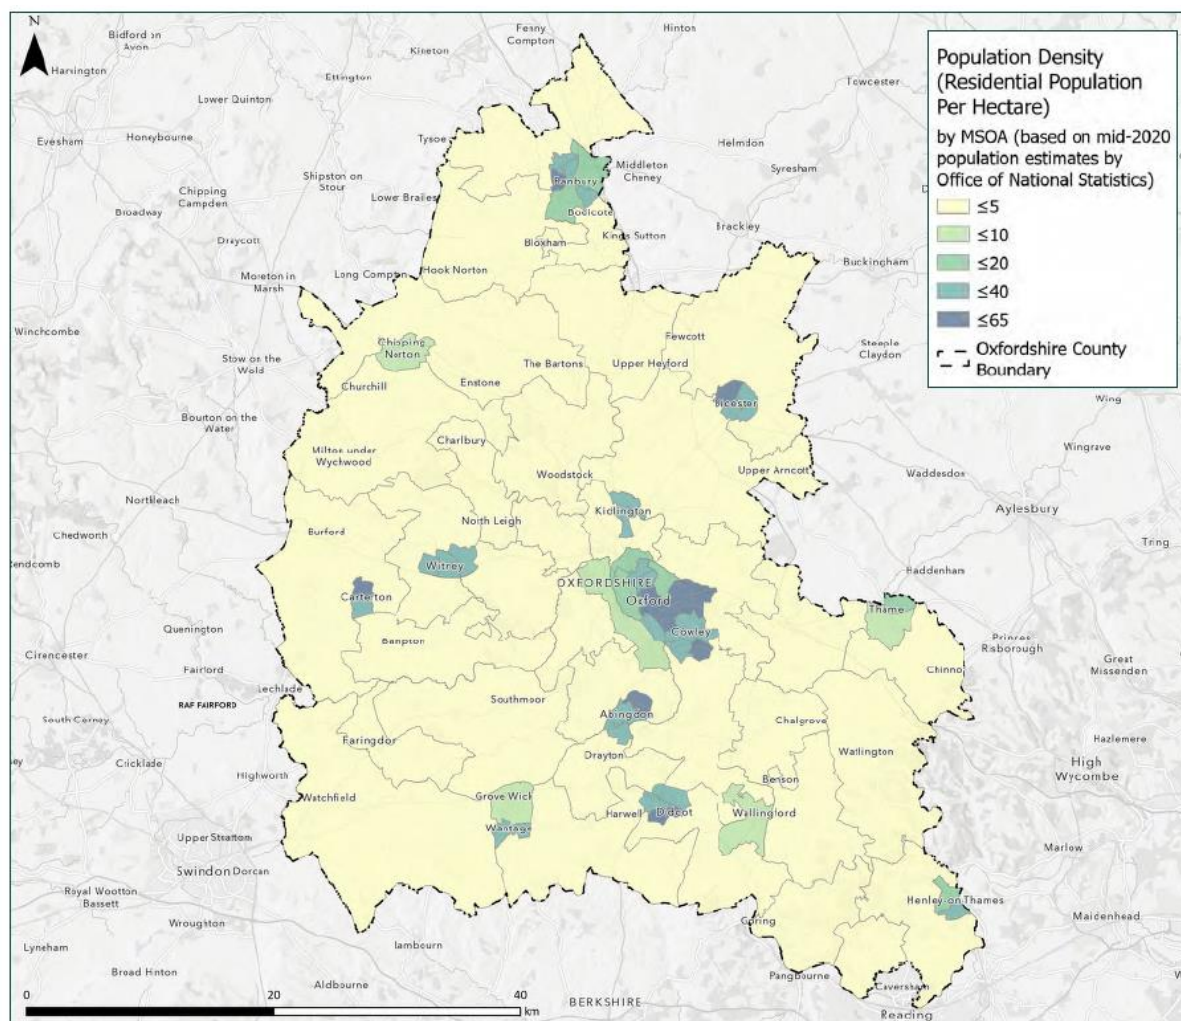 N
Bidford on
Avon
Fenny
Compton
Hinton
Kineton
Harvington
Ettington
Towcester
Lower Quinton
Evesham
Honeybourne
Tysoe
Helmdon
Middleton
Cheney
Syresham
Shipston on
Stour
Chipping
Campden
Lower Brailes
Banbury
Broadway
Bodicote
Brackley
Kings Sutton
Draycott
Bloxham
Buckingham
Moreton in
Marsh
Long Compton
Hook Norton
Winchcombe
Fewcott
Steeple
Claydon
Chipping
Norton
Stow on the
Wold
The Bartons
Upper Heyford
Churchill
Enstone
Bicester
Wing
Bourton on the
Water
Charlbury
Wingrave
Milton under
Wychwood
Upper Arncott
Woodstock
Waddesdon
Northleach
Kidlington
Aylesbury
North Leigh
Burford
Chedworth
Tring
Rendcomb
Witney
Haddenham
OXFORDSHIRE
Carterton
Oxford
Thame
Quenington
Cowley
Bampton
Princes
Risborough
Cirencester
Fairford
Great
Missenden
Chinno
Lechlade
Southmoor
RAF FAIRFORD
Abingdon
South Cerney
Chalgrove
Faringdon
Hazlemere
Drayton
Watlington
Cricklade
High
Wycombe
Highworth
Benson
Watchfield
Grove Wick
Harwell
Didcot
Wallingford
Wantage
Upper Stratton
Marlow
Swindon
Dorcan
Royal Wootton
Bassett
Henley-on-Thames
Wroughton
Goring
Maidenhead
Lyneham
Lambourn
Broad Hinton
Aldbourne
Pangbourne
Caversham
BERKSHIRE
Reading
0
20
40
km
Population Density
(Residential Population
Per Hectare)
by MSOA (based on mid-2020
population estimates by
Office of National Statistics)
≤5
≤10
≤20
≤40
≤65
Oxfordshire County
Boundary